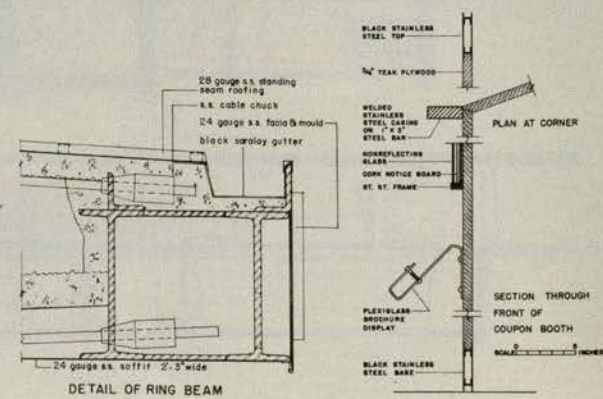 28 gauge s.s. standing
seam roofing
s.s. cable chuck
24 gauge s.s. facia & mould
black saraloy gutter
24 gauge s.s. soffit 2'-3" wide
DETAIL OF RING BEAM
BLACK STAINLESS
STEEL TOP
TEAK PLYWOOD
WELDED
STAINLESS
STEEL CASING
ON 1" X 3"
STEEL BAR
PLAN AT CORNER
NONREFLECTING
GLASS
CORK NOTICE BOARD
ST. ST. FRAME
PLEXIGLASS
BROCHURE
DISPLAY
SECTION THROUGH
FRONT OF
COUPON BOOTH
SCALE 0 5 INCHES
BLACK STAINLESS
STEEL BASE